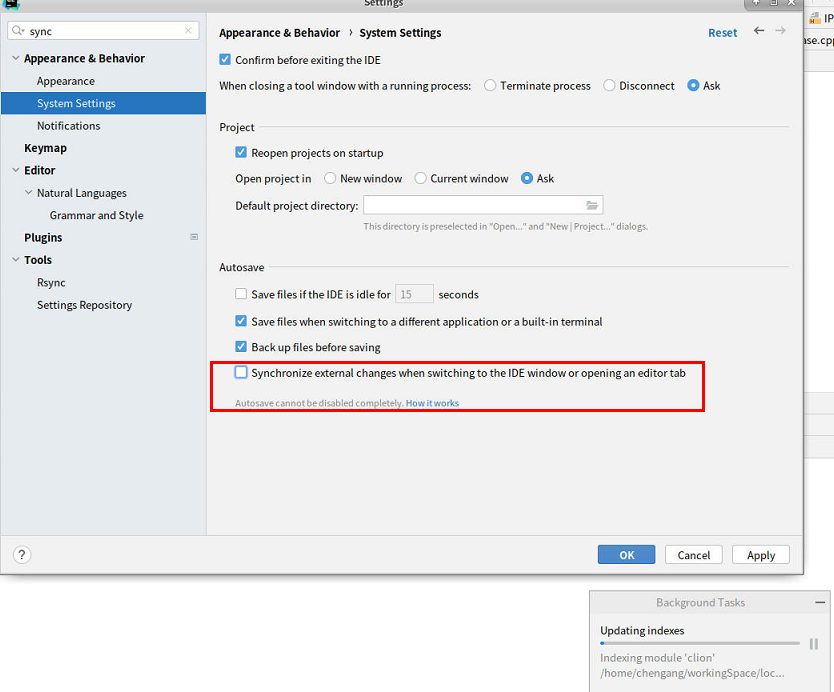 Settings
IP
sync
Appearance & Behavior › System Settings
Reset
ase.cpp
Appearance & Behavior
Appearance
System Settings
Notifications
Keymap
Editor
Natural Languages
Grammar and Style
Plugins
Tools
Rsync
Settings Repository
Confirm before exiting the IDE
When closing a tool window with a running process: Terminate process Disconnect Ask
Project
Reopen projects on startup
Open project in New window Current window Ask
Default project directory:
This directory is preselected in "Open..." and "New | Project..." dialogs.
Autosave
Save files if the IDE is idle for 15 seconds
Save files when switching to a different application or a built-in terminal
Back up files before saving
Synchronize external changes when switching to the IDE window or opening an editor tab
Autosave cannot be disabled completely. How it works
?
OK Cancel Apply
Background Tasks
Updating indexes
Indexing module 'clion'
/home/chengang/workingSpace/loc...